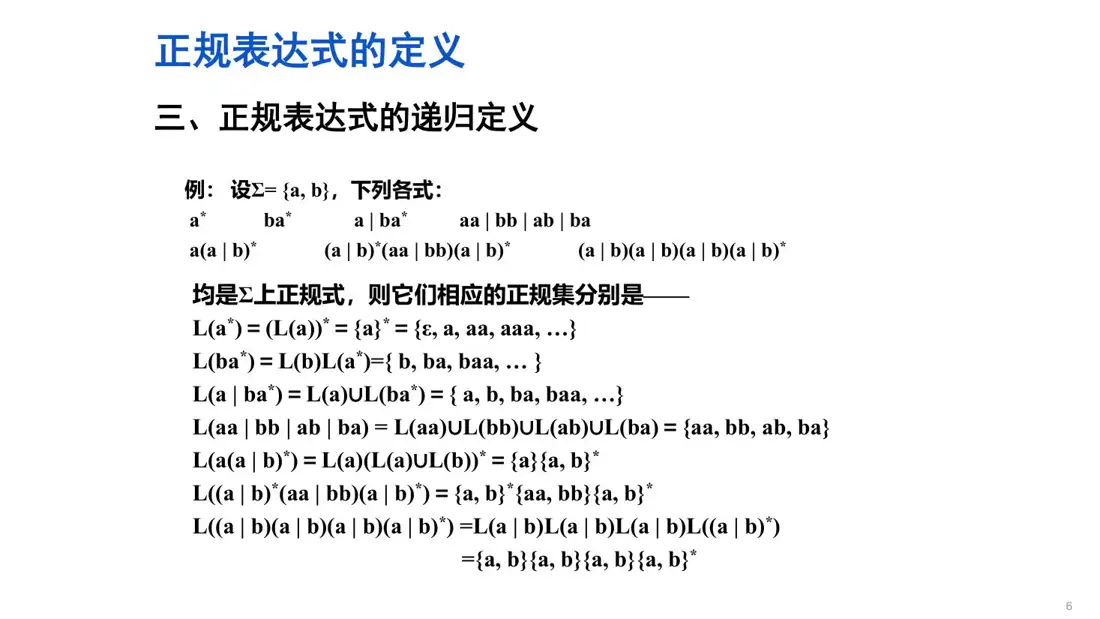 正规表达式的定义
三、正规表达式的递归定义
例： 设Σ= {a, b}，下列各式：
a* ba* a | ba* aa | bb | ab | ba
a(a | b)* (a | b)*(aa | bb)(a | b)* (a | b)(a | b)(a | b)(a | b)*
均是Σ上正规式，则它们相应的正规集分别是——
L(a*) = (L(a))* = {a}* = {ε, a, aa, aaa, …}
L(ba*) = L(b)L(a*)={ b, ba, baa, … }
L(a | ba*) = L(a)∪L(ba*) = { a, b, ba, baa, …}
L(aa | bb | ab | ba) = L(aa)∪L(bb)∪L(ab)∪L(ba) = {aa, bb, ab, ba}
L(a(a | b)*) = L(a)(L(a)∪L(b))* = {a}{a, b}*
L((a | b)*(aa | bb)(a | b)*) = {a, b}*{aa, bb}{a, b}*
L((a | b)(a | b)(a | b)(a | b)*) =L(a | b)L(a | b)L(a | b)L((a | b)*)
={a, b}{a, b}{a, b}{a, b}*
6